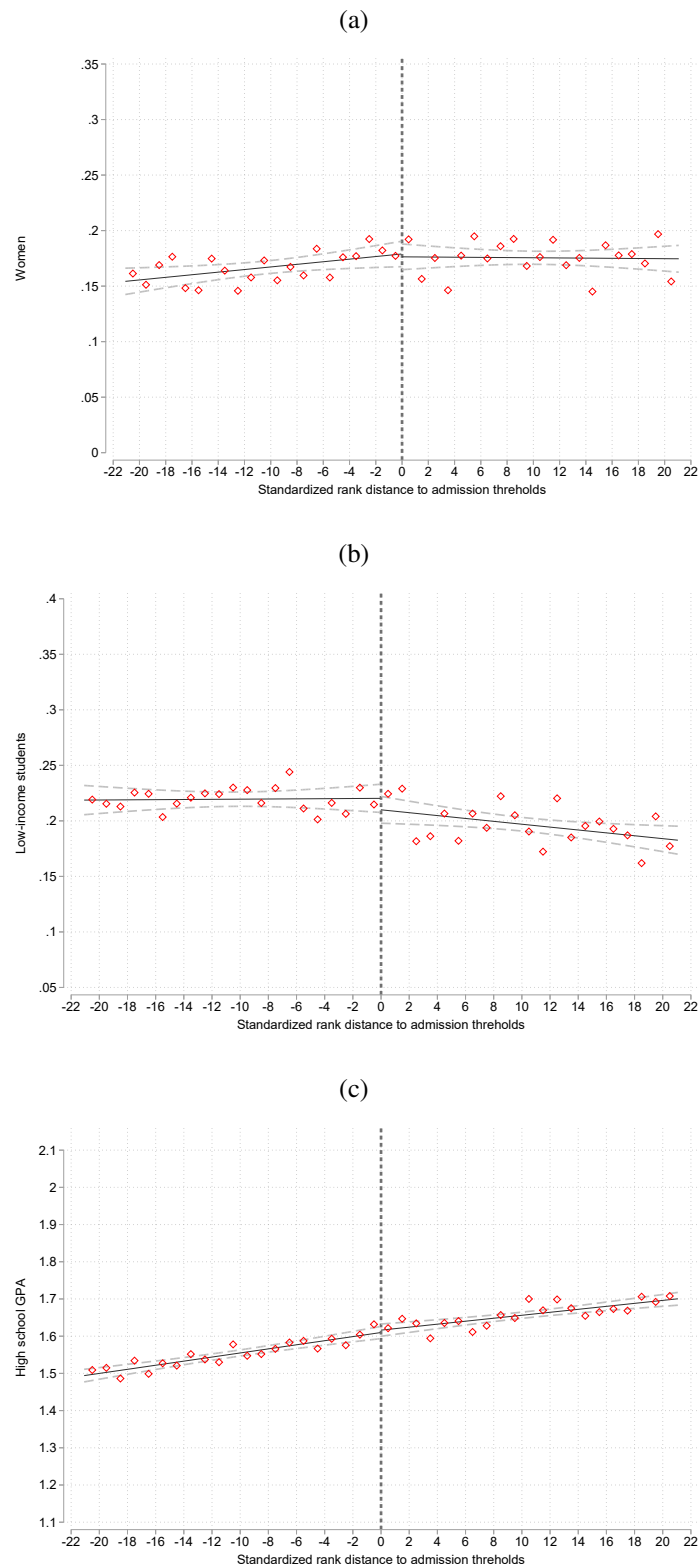 (a)
.35
.3
.2
.15
.1
.05
0
Women
-22 -20 -18 -16 -14 -12 -10 -8 -6 -4 -2 0 2 4 6 8 10 12 14 16 18 20 22
Standardized rank distance to admission threholds
(b)
.4
.35
.3
.25
.2
.15
.1
.05
Low-income students
-22 -20 -18 -16 -14 -12 -10 -8 -6 -4 -2 0 2 4 6 8 10 12 14 16 18 20 22
Standardized rank distance to admission threholds
(c)
2.1
2
1.9
1.8
1.7
1.6
1.5
1.4
1.3
1.2
1.1
High school GPA
-22 -20 -18 -16 -14 -12 -10 -8 -6 -4 -2 0 2 4 6 8 10 12 14 16 18 20 22
Standardized rank distance to admission threholds